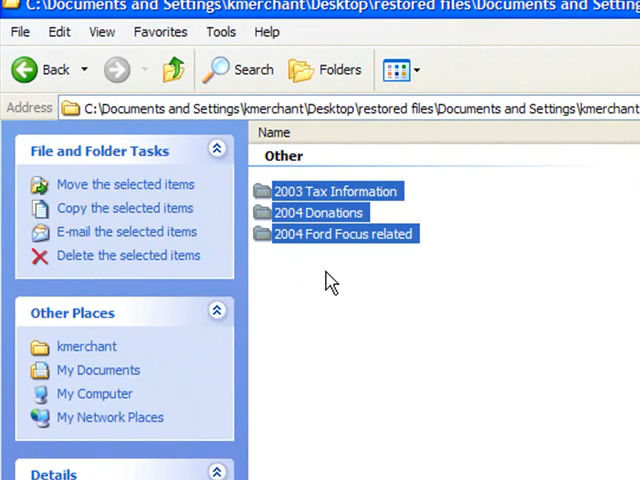 C:\Documents and Settings\kmerchant\Desktop\restored files\Documents and Setting
File Edit View Favorites Tools Help
Back Search Folders
Address C:\Documents and Settings\kmerchant\Desktop\restored files\Documents and Settings\kmerchant
File and Folder Tasks
Move the selected items
Copy the selected items
E-mail the selected items
Delete the selected items
Other Places
kmerchant
My Documents
My Computer
My Network Places
Details
Name
Other
2003 Tax Information
2004 Donations
2004 Ford Focus related